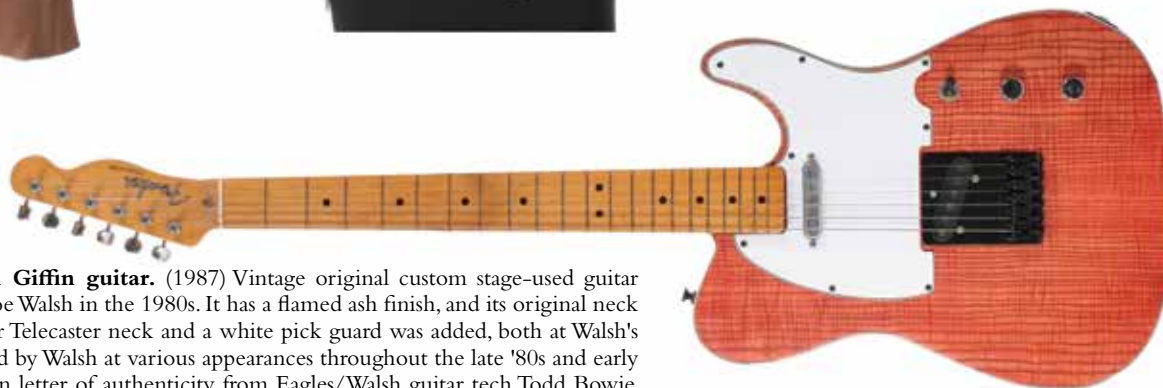 Giffin guitar. (1987) Vintage original custom stage-used guitar
be Walsh in the 1980s. It has a flamed ash finish, and its original neck
r Telecaster neck and a white pick guard was added, both at Walsh's
d by Walsh at various appearances throughout the late '80s and early
n letter of authenticity from Eagles/Walsh guitar tech Todd Bowie